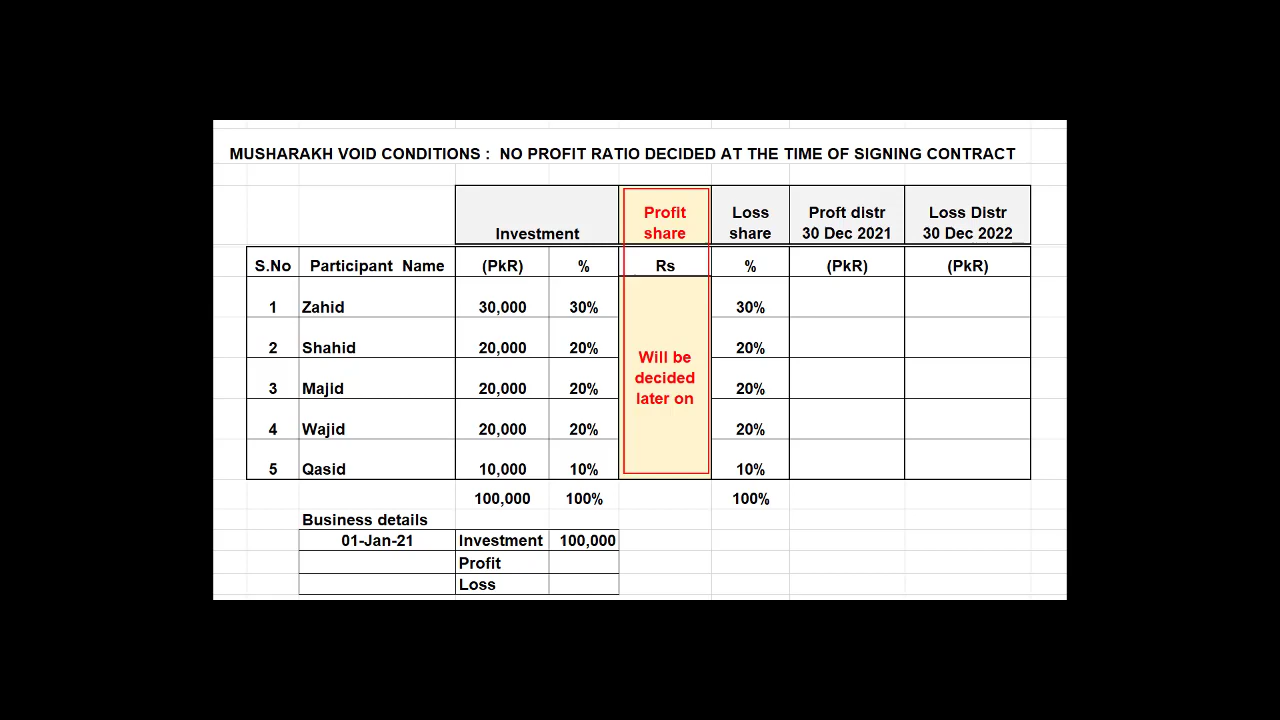 MUSHARAKH VOID CONDITIONS : NO PROFIT RATIO DECIDED AT THE TIME OF SIGNING CONTRACT
Investment Profit share Loss share Proft distr 30 Dec 2021 Loss Distr 30 Dec 2022
S.No Participant Name (PkR) % Rs % (PkR) (PkR)
1 Zahid 30,000 30% 30%
2 Shahid 20,000 20% 20%
Will be decided later on
3 Majid 20,000 20% 20%
4 Wajid 20,000 20% 20%
5 Qasid 10,000 10% 10%
100,000 100% 100%
Business details
01-Jan-21 Investment 100,000
Profit
Loss